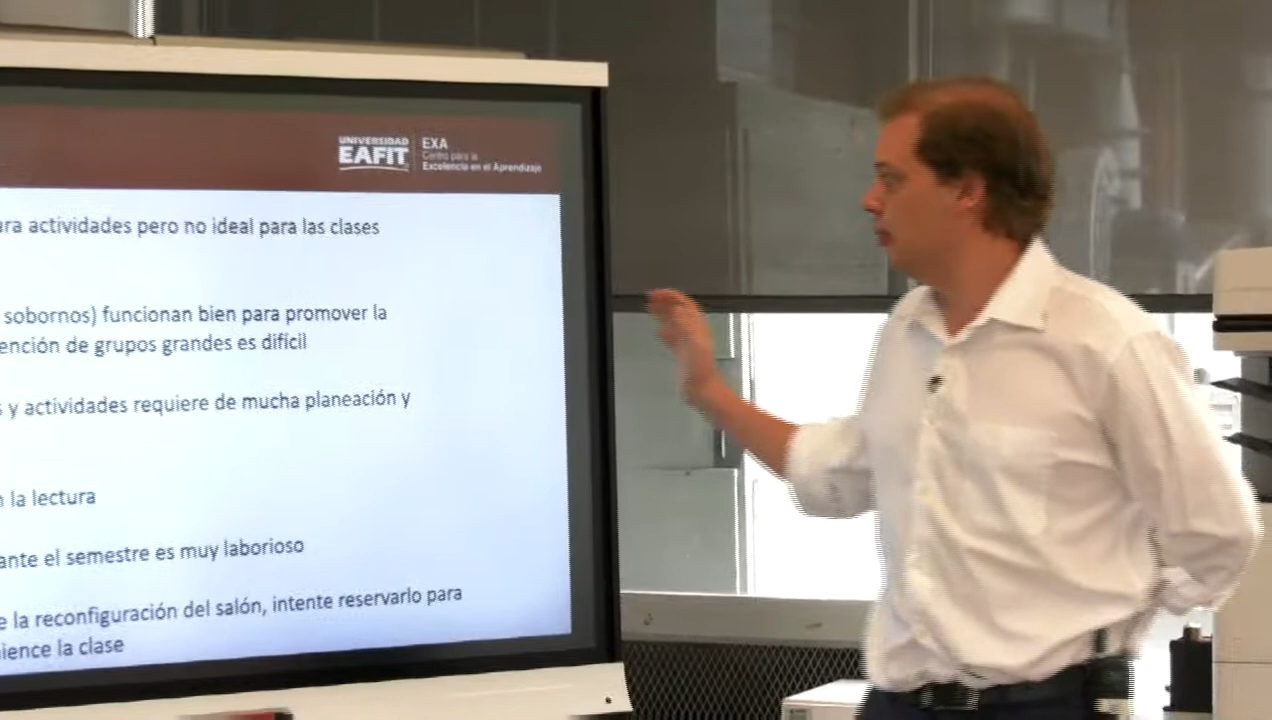 UNIVERSIDAD
EAFIT
EXA
Centro para la
Excelencia en el Aprendizaje
ara actividades pero no ideal para las clases
sobornos) funcionan bien para promover la
ención de grupos grandes es difícil
s y actividades requiere de mucha planeación y
n la lectura
ante el semestre es muy laborioso
e la reconfiguración del salón, intente reservarlo para
ience la clase